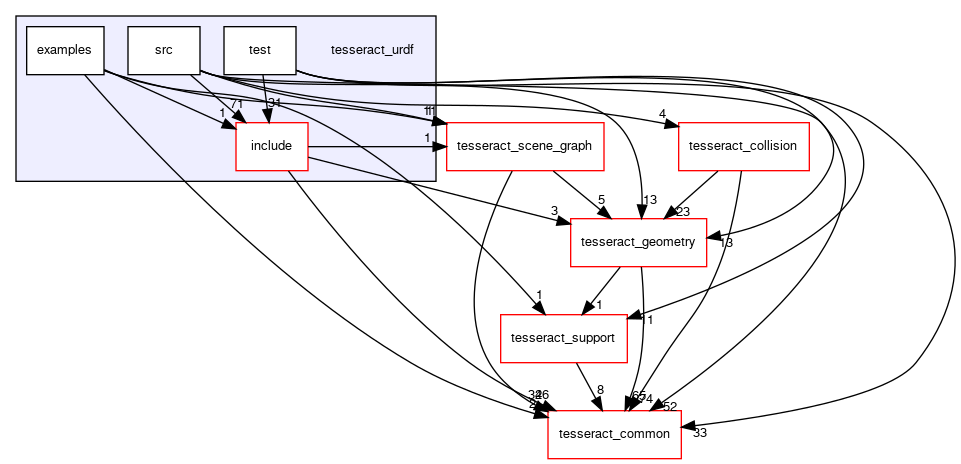 examples
src
test
tesseract_urdf
71
31
1
4
include
1
tesseract_scene_graph
tesseract_collision
3
5
13
23
tesseract_geometry
13
1
1
11
tesseract_support
8
74
52
33
tesseract_common